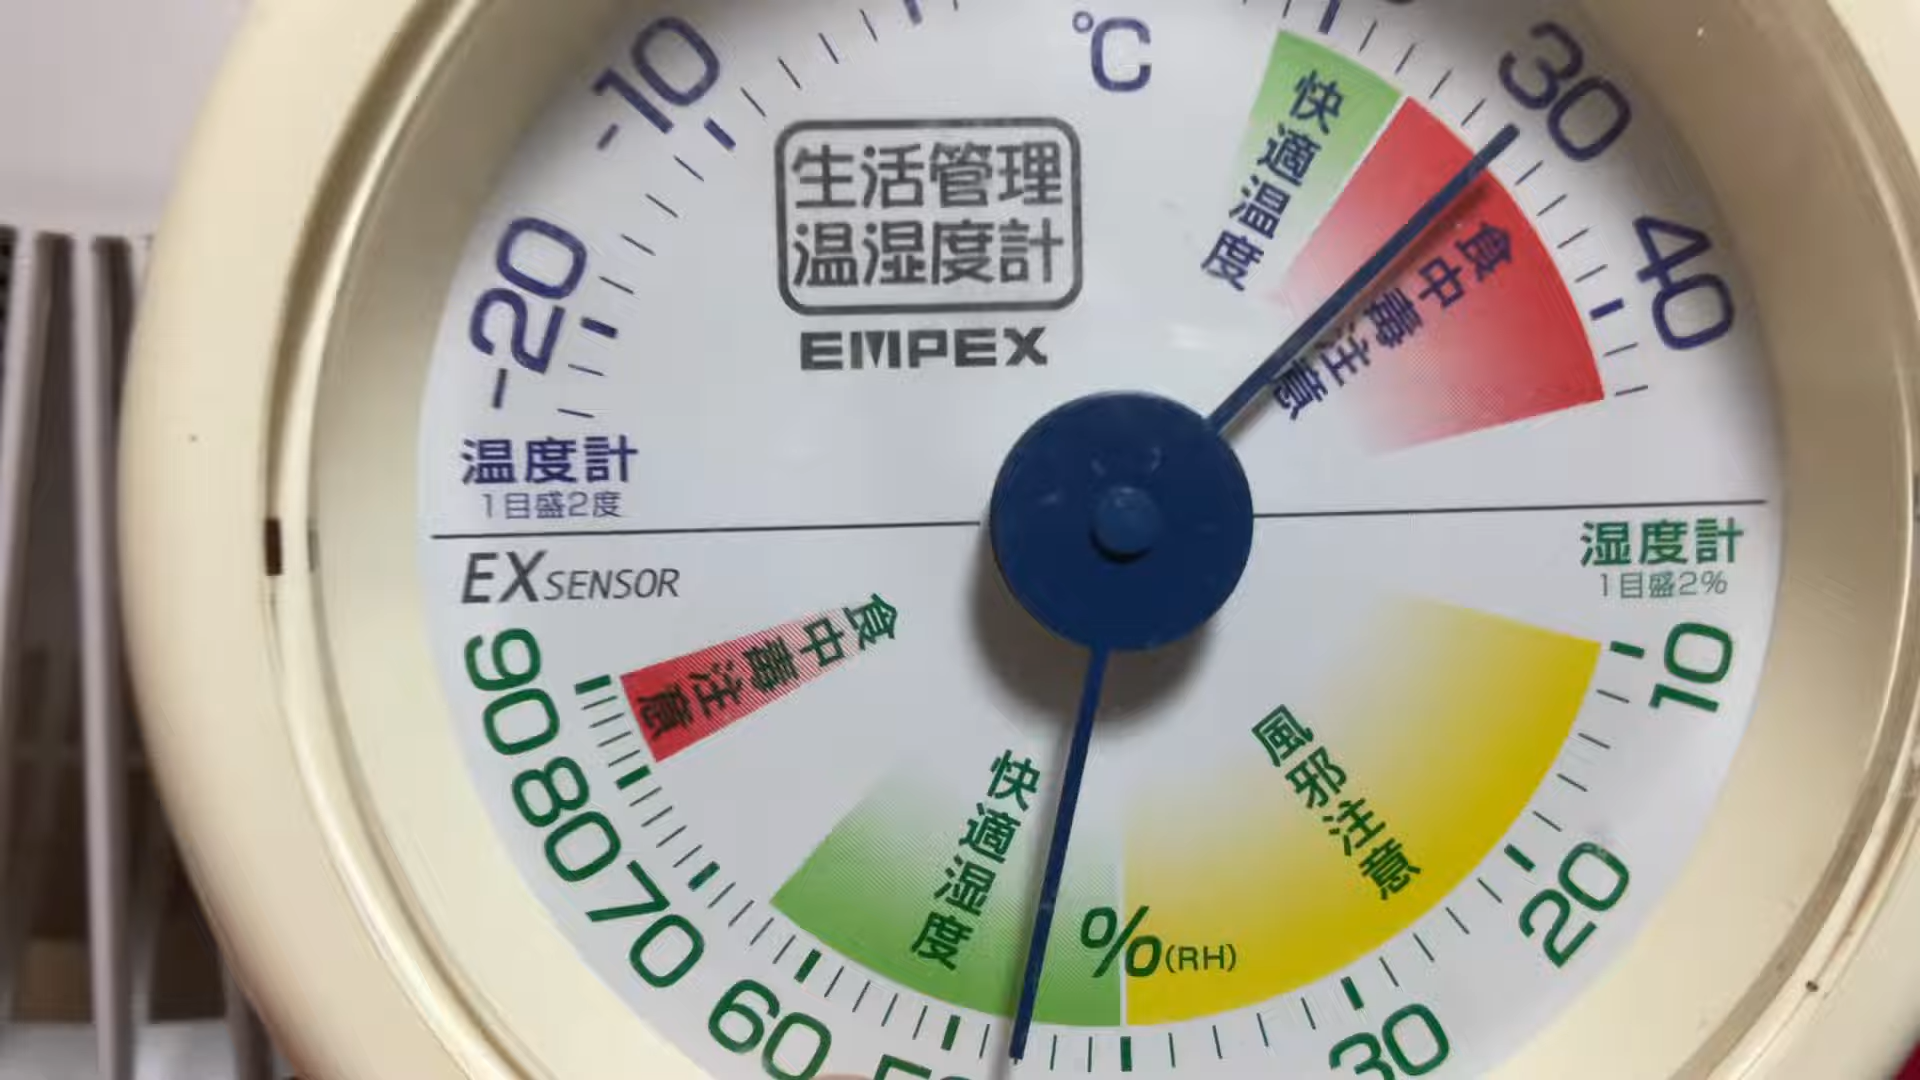 ℃
-20
-10
30
40
生活管理
温湿度計
EMPEX
快適温度
食中毒注意
温度計
1目盛2度
湿度計
1目盛2%
EX SENSOR
食中毒注意
快適湿度
風邪注意
%(RH)
90
80
70
60
30
20
10